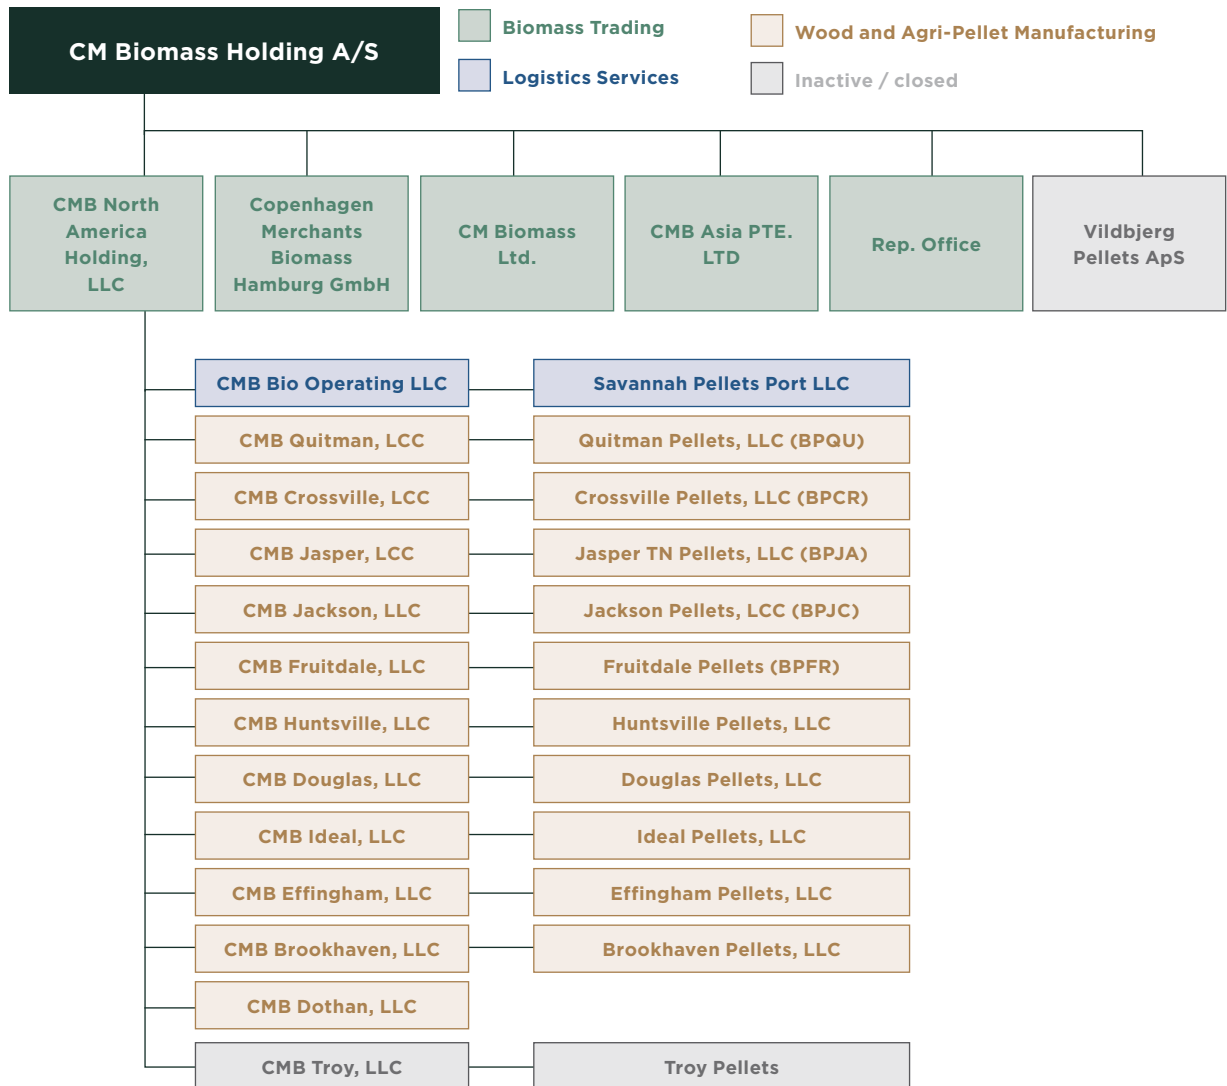 CM Biomass Holding A/S
Biomass Trading
Wood and Agri-Pellet Manufacturing
Logistics Services
Inactive / closed
CMB North
America
Holding,
LLC
Copenhagen
Merchants
Biomass
Hamburg GmbH
CM Biomass
Ltd.
CMB Asia PTE.
LTD
Rep. Office
Vildbjerg
Pellets ApS
CMB Bio Operating LLC
Savannah Pellets Port LLC
CMB Quitman, LCC
Quitman Pellets, LLC (BPQU)
CMB Crossville, LCC
Crossville Pellets, LLC (BPCR)
CMB Jasper, LCC
Jasper TN Pellets, LLC (BPJA)
CMB Jackson, LLC
Jackson Pellets, LCC (BPJC)
CMB Fruitdale, LLC
Fruitdale Pellets (BPFR)
CMB Huntsville, LLC
Huntsville Pellets, LLC
CMB Douglas, LLC
Douglas Pellets, LLC
CMB Ideal, LLC
Ideal Pellets, LLC
CMB Effingham, LLC
Effingham Pellets, LLC
CMB Brookhaven, LLC
Brookhaven Pellets, LLC
CMB Dothan, LLC
CMB Troy, LLC
Troy Pellets